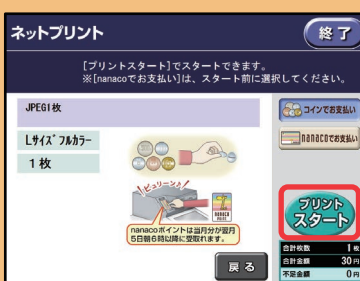 ネットプリント
終了
[プリントスタート]でスタートできます。
※[nanacoでお支払い]は、スタート前に選択してください。
JPEG1枚
Lサイズ フルカラー
1枚
コインでお支払い
nanacoでお支払い
ピュリーン♪
nanaco
nanacoポイントは当月分が翌月
5日朝6時以降に受取れます。
プリント
スタート
戻る
合計枚数 1枚
合計金額 30円
不足金額 0円